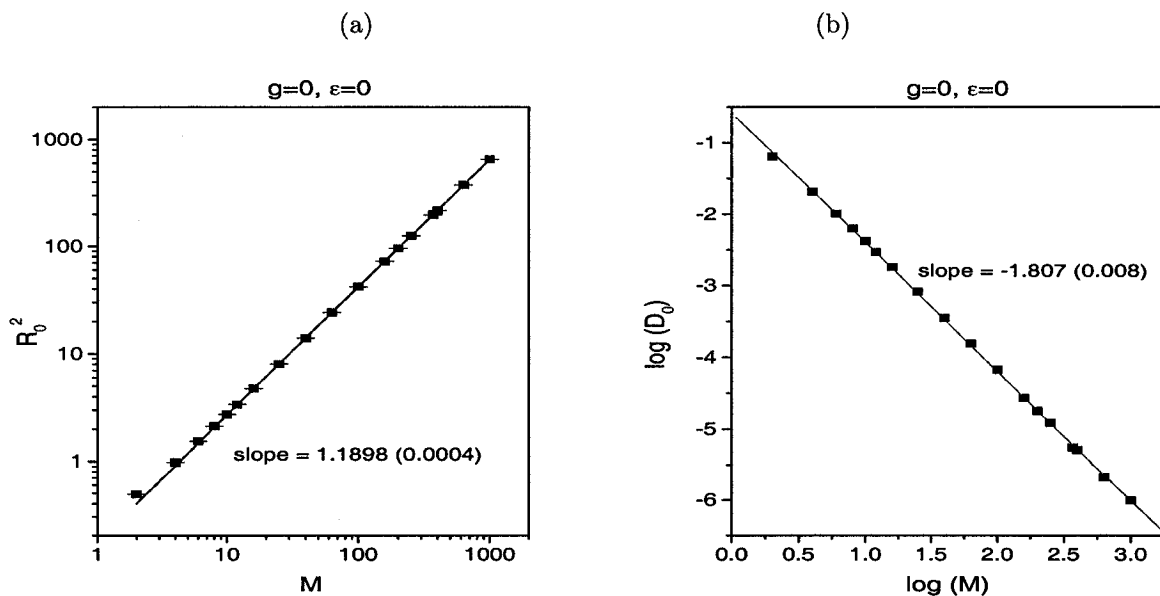 (a)
g=0, ε=0
1000
100
10
1
R₀²
slope = 1.1898 (0.0004)
1 10 100 1000
M
(b)
g=0, ε=0
-1
-2
-3
-4
-5
-6
log (D₀)
slope = -1.807 (0.008)
0.0 0.5 1.0 1.5 2.0 2.5 3.0
log (M)